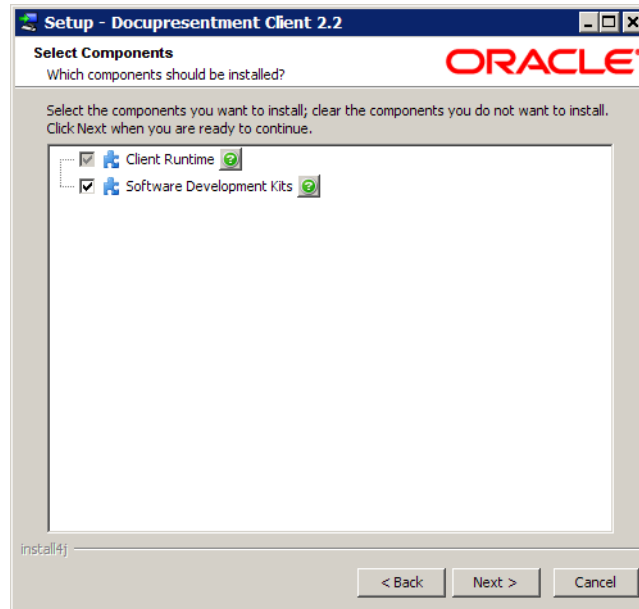 Setup - Docupresentment Client 2.2
Select Components
Which components should be installed?
ORACLE
Select the components you want to install; clear the components you do not want to install.
Click Next when you are ready to continue.
Client Runtime
Software Development Kits
install4j
< Back
Next >
Cancel